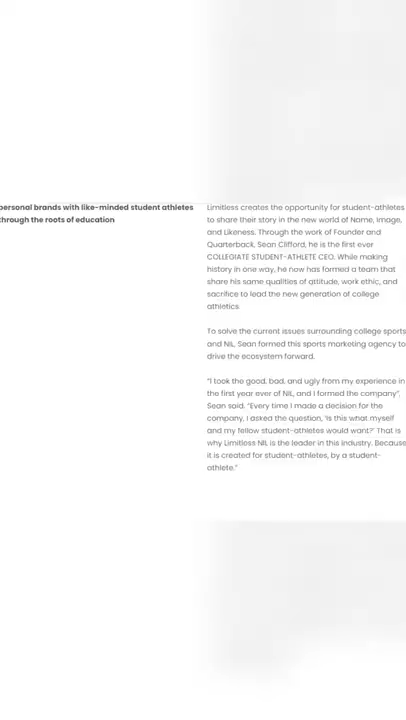 personal brands with like-minded student athletes
through the roots of education
Limitless creates the opportunity for student-athletes
to share their story in the new world of Name, Image,
and Likeness. Through the work of Founder and
Quarterback, Sean Clifford, he is the first ever
COLLEGIATE STUDENT-ATHLETE CEO. While making
history in one way, he now has formed a team that
share his same qualities of attitude, work ethic, and
sacrifice to lead the new generation of college
athletics.
To solve the current issues surrounding college sports
and NIL, Sean formed this sports marketing agency to
drive the ecosystem forward.
"I took the good, bad, and ugly from my experience in
the first year ever of NIL, and I formed the company",
Sean said. "Every time I made a decision for the
company, I asked the question, 'Is this what myself
and my fellow student-athletes would want?' That is
why Limitless NIL is the leader in this industry. Because
it is created for student-athletes, by a student-
athlete."